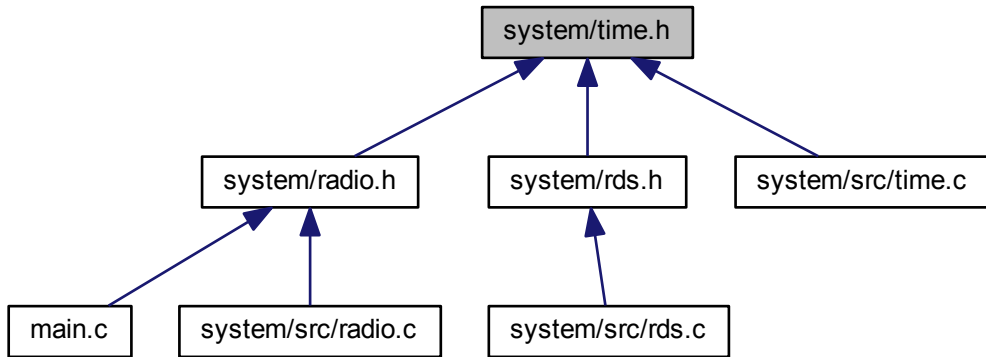 system/time.h
system/radio.h
system/rds.h
system/src/time.c
main.c
system/src/radio.c
system/src/rds.c